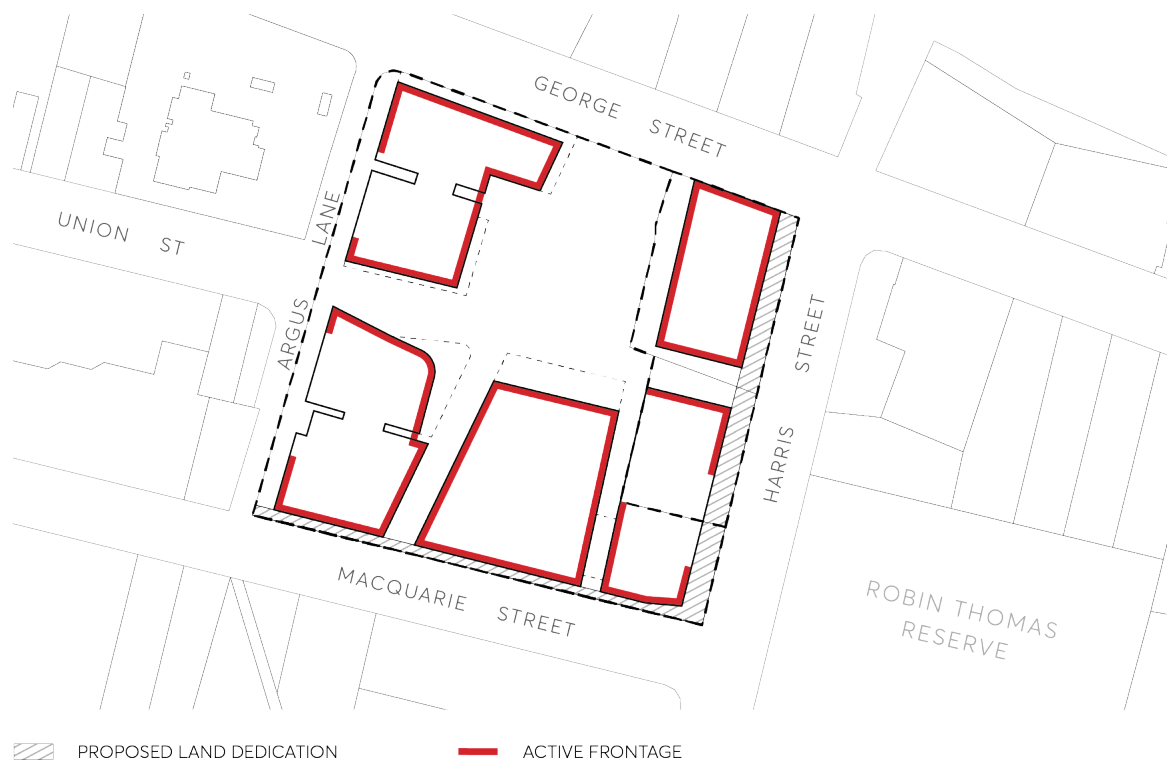 GEORGE STREET
UNION ST
ARGUS LANE
HARRIS STREET
MACQUARIE STREET
ROBIN THOMAS
RESERVE
PROPOSED LAND DEDICATION
ACTIVE FRONTAGE